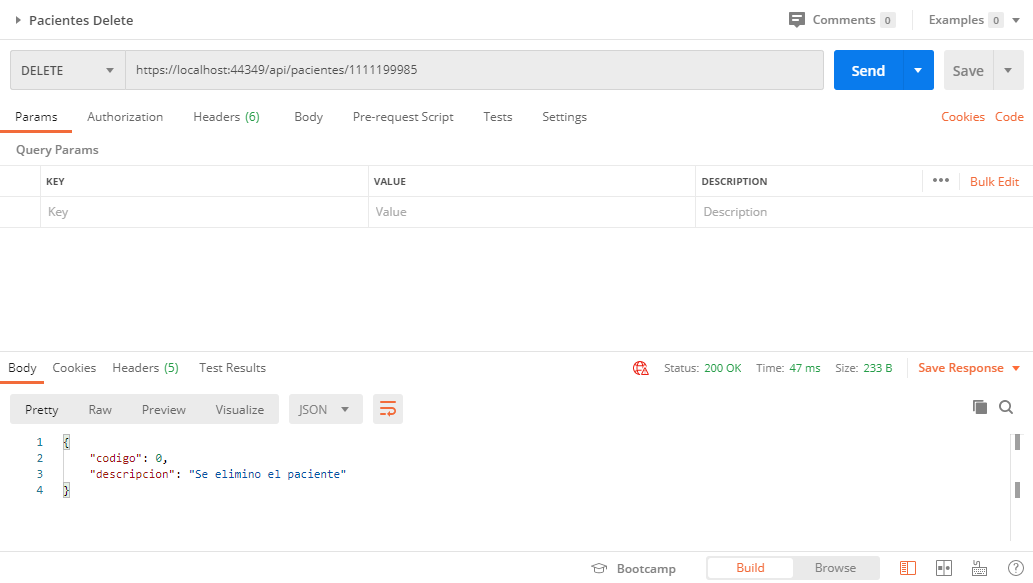 Pacientes Delete Comments 0 Examples 0
DELETE https://localhost:44349/api/pacientes/1111199985 Send Save
Params Authorization Headers (6) Body Pre-request Script Tests Settings Cookies Code
Query Params
KEY VALUE DESCRIPTION ••• Bulk Edit
Key Value Description
Body Cookies Headers (5) Test Results Status: 200 OK Time: 47 ms Size: 233 B Save Response
Pretty Raw Preview Visualize JSON
1 {
2 "codigo": 0,
3 "descripcion": "Se elimino el paciente"
4 }
Bootcamp Build Browse ?